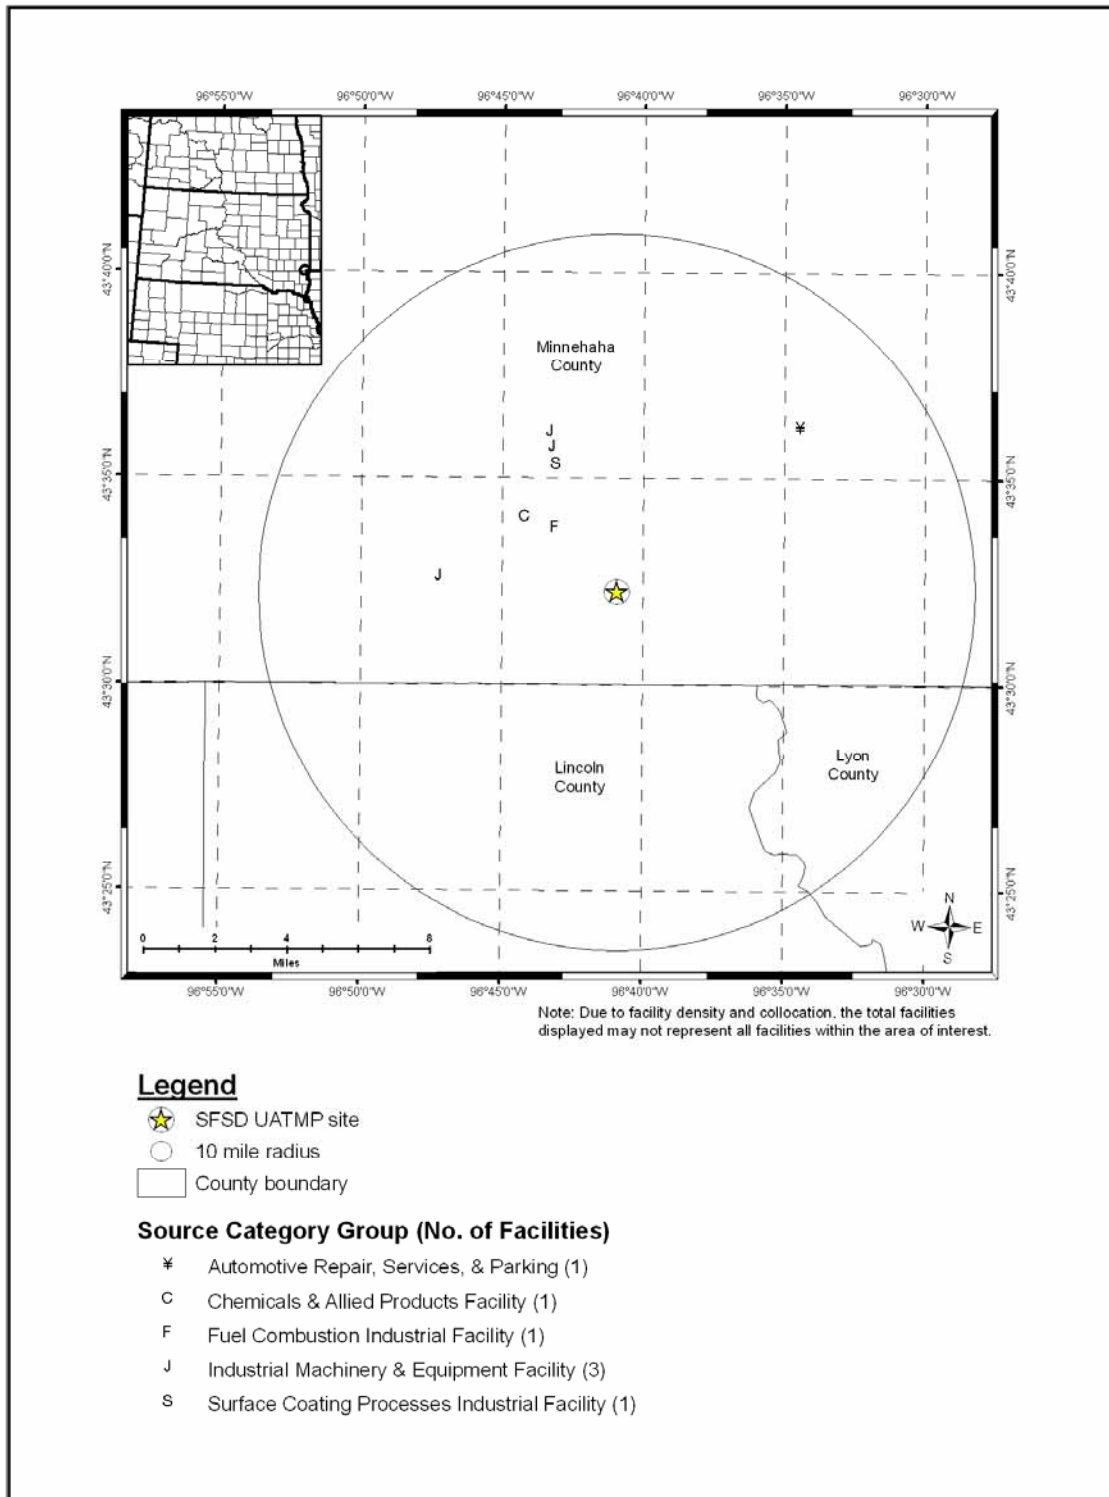 96°55'0"W 96°50'0"W 96°45'0"W 96°40'0"W 96°35'0"W 96°30'0"W
43°40'0"N 43°40'0"N
Minnehaha
County
J
J
¥
S
43°35'0"N 43°35'0"N
C
F
J
43°30'0"N 43°30'0"N
Lincoln
County
Lyon
County
43°25'0"N 43°25'0"N
N
W E
S
0 2 4 8
Miles
96°55'0"W 96°50'0"W 96°45'0"W 96°40'0"W 96°35'0"W 96°30'0"W
Note: Due to facility density and collocation, the total facilities
displayed may not represent all facilities within the area of interest.
Legend
SFSD UATMP site
10 mile radius
County boundary
Source Category Group (No. of Facilities)
¥ Automotive Repair, Services, & Parking (1)
C Chemicals & Allied Products Facility (1)
F Fuel Combustion Industrial Facility (1)
J Industrial Machinery & Equipment Facility (3)
S Surface Coating Processes Industrial Facility (1)